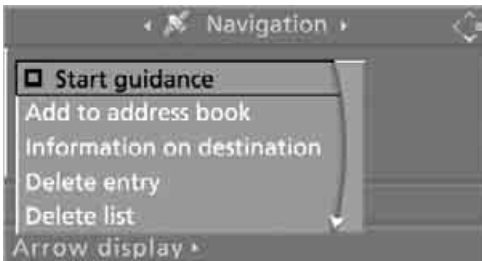 Navigation
Start guidance
Add to address book
Information on destination
Delete entry
Delete list
Arrow display